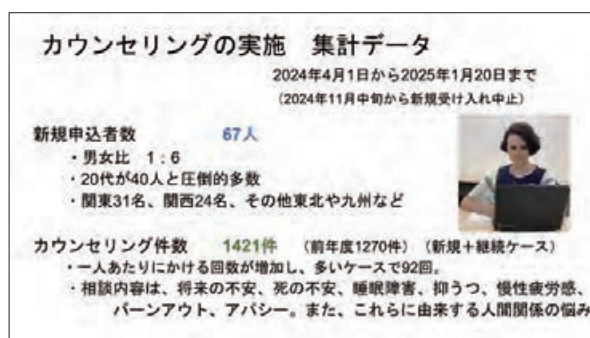 カウンセリングの実施　集計データ
2024年4月1日から2025年1月20日まで
（2024年11月中旬から新規受け入れ中止）
新規申込者数　67人
・男女比　1：6
・20代が40人と圧倒的多数
・関東31名、関西24名、その他東北や九州など
カウンセリング件数　1421件　（前年度1270件）（新規＋継続ケース）
・一人あたりにかける回数が増加し、多いケースで92回。
・相談内容は、将来の不安、死の不安、睡眠障害、抑うつ、慢性疲労感、
バーンアウト、アパシー。また、これらに由来する人間関係の悩み